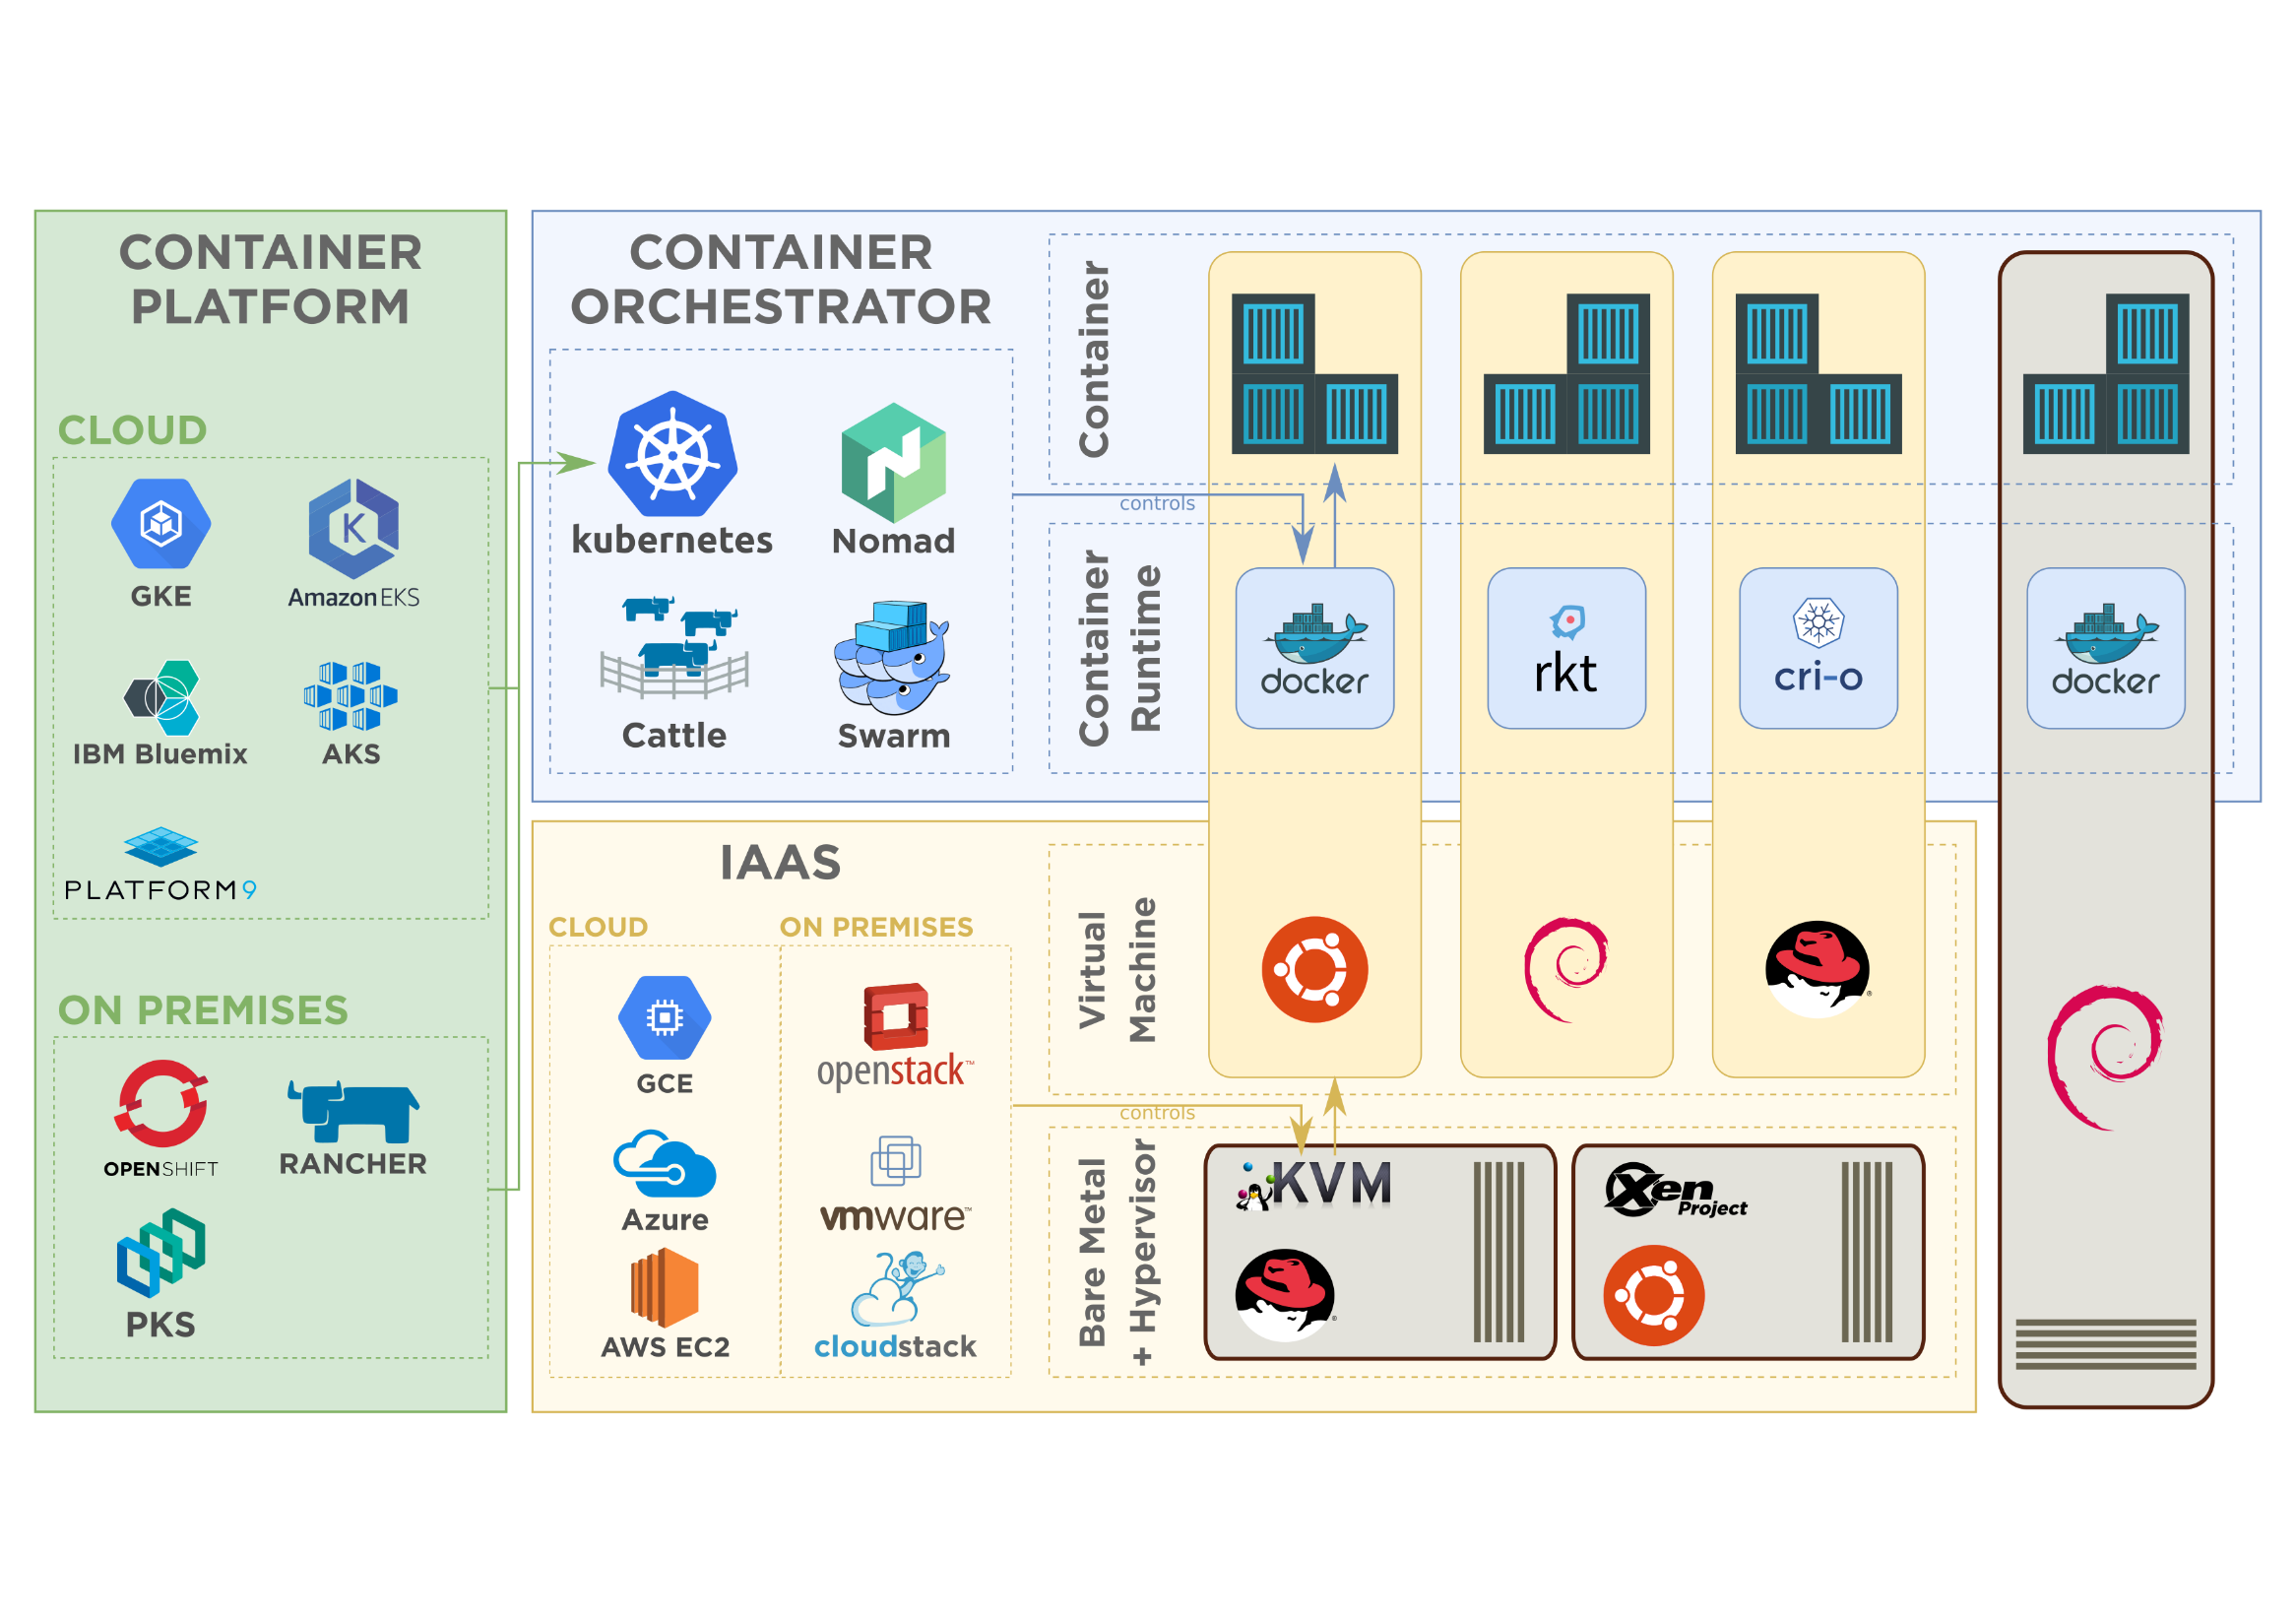 CONTAINER
PLATFORM
CLOUD
GKE
Amazon EKS
IBM Bluemix
AKS
PLATFORM9
ON PREMISES
OPENSHIFT
RANCHER
PKS
CONTAINER
ORCHESTRATOR
kubernetes
Nomad
Cattle
Swarm
controls
Container
Container
Runtime
docker
rkt
cri-o
docker
IAAS
CLOUD
ON PREMISES
GCE
openstack™
Azure
vmware™
AWS EC2
cloudstack
controls
Virtual
Machine
Bare Metal
+ Hypervisor
KVM
Xen
Project